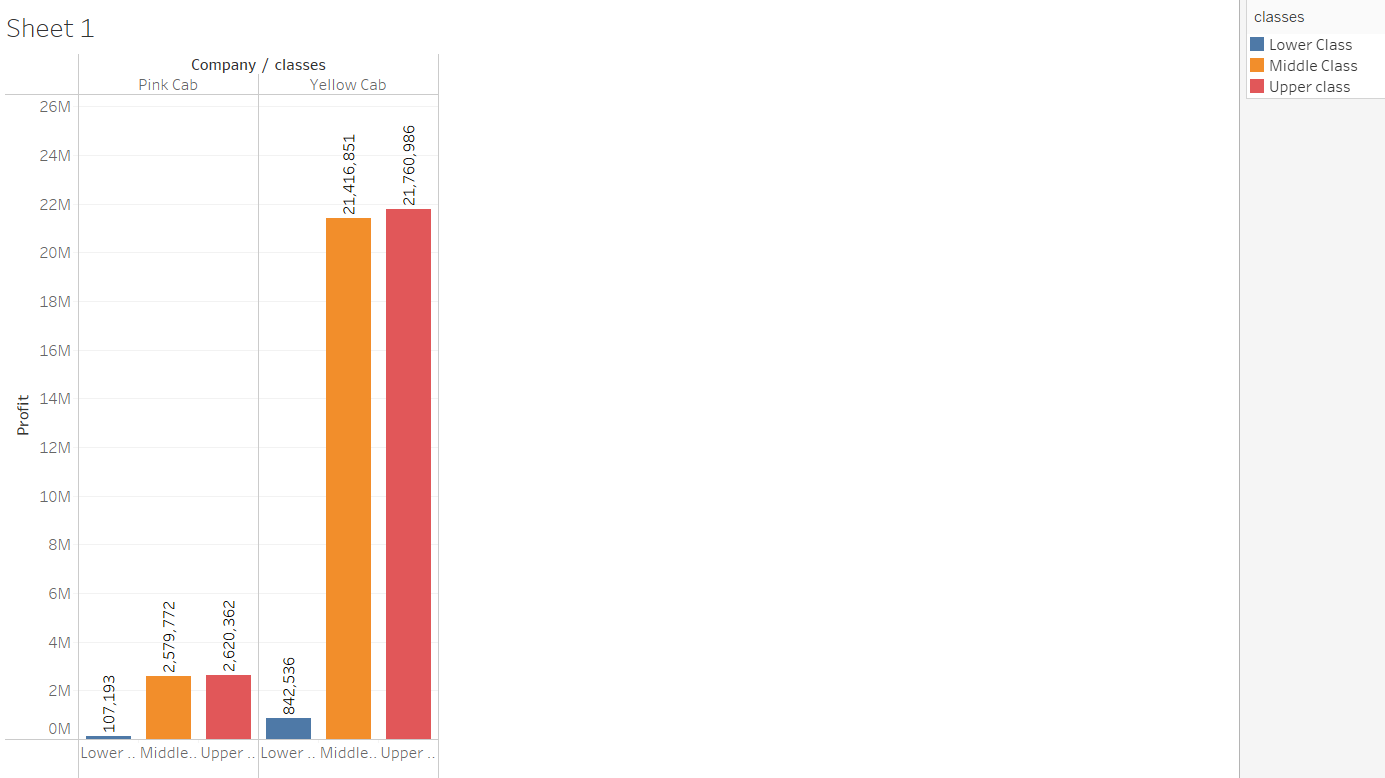 Sheet 1
classes
Lower Class
Middle Class
Upper class
Company / classes
Pink Cab
Yellow Cab
26M
24M
22M
20M
18M
16M
14M
12M
10M
8M
6M
4M
2M
0M
Profit
107,193
2,579,772
2,620,362
842,536
21,416,851
21,760,986
Lower .. Middle.. Upper .. Lower .. Middle.. Upper ..